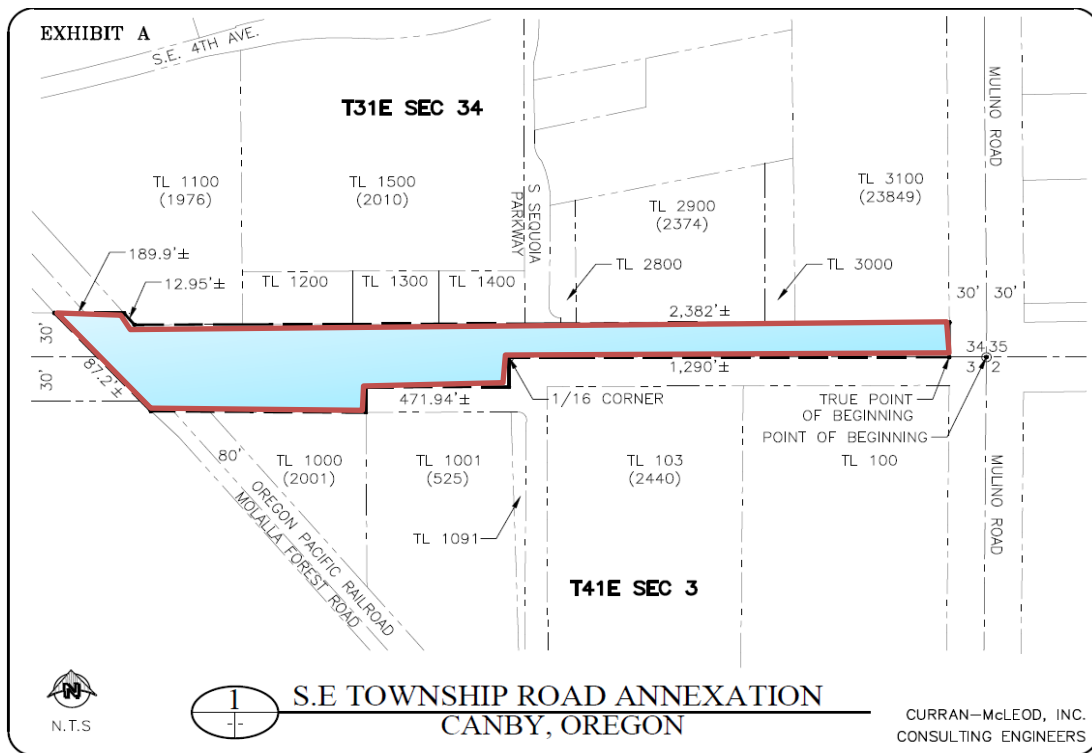 EXHIBIT A
S.E. 4TH AVE.
T31E SEC 34
MULINO ROAD
TL 1100
(1976)
TL 1500
(2010)
S SEQUOIA
PARKWAY
TL 2900
(2374)
TL 3100
(23849)
189.9'±
12.95'±
TL 1200
TL 1300
TL 1400
TL 2800
TL 3000
2,382'±
30'
30'
30'
30'
87.2'±
34
35
3
2
471.94'±
1/16 CORNER
1,290'±
TRUE POINT
OF BEGINNING
POINT OF BEGINNING
80'
TL 1000
(2001)
TL 1001
(525)
TL 103
(2440)
TL 100
OREGON PACIFIC RAILROAD
MOLALLA FOREST ROAD
TL 1091
MULINO ROAD
T41E SEC 3
N
N.T.S
1
S.E TOWNSHIP ROAD ANNEXATION
CANBY, OREGON
CURRAN—McLEOD, INC.
CONSULTING ENGINEERS